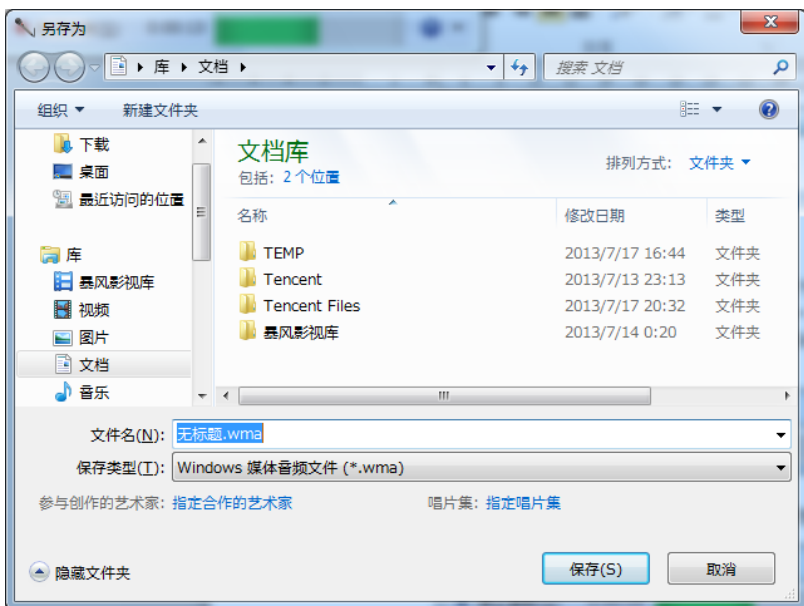 另存为
库 文档
搜索 文档
组织 新建文件夹
下载
桌面
最近访问的位置
库
暴风影视库
视频
图片
文档
音乐
文档库
包括: 2 个位置
排列方式: 文件夹
名称 修改日期 类型
TEMP 2013/7/17 16:44 文件夹
Tencent 2013/7/13 23:13 文件夹
Tencent Files 2013/7/17 20:32 文件夹
暴风影视库 2013/7/14 0:20 文件夹
文件名(N): 无标题.wma
保存类型(T): Windows 媒体音频文件 (*.wma)
参与创作的艺术家: 指定合作的艺术家 唱片集: 指定唱片集
隐藏文件夹 保存(S) 取消